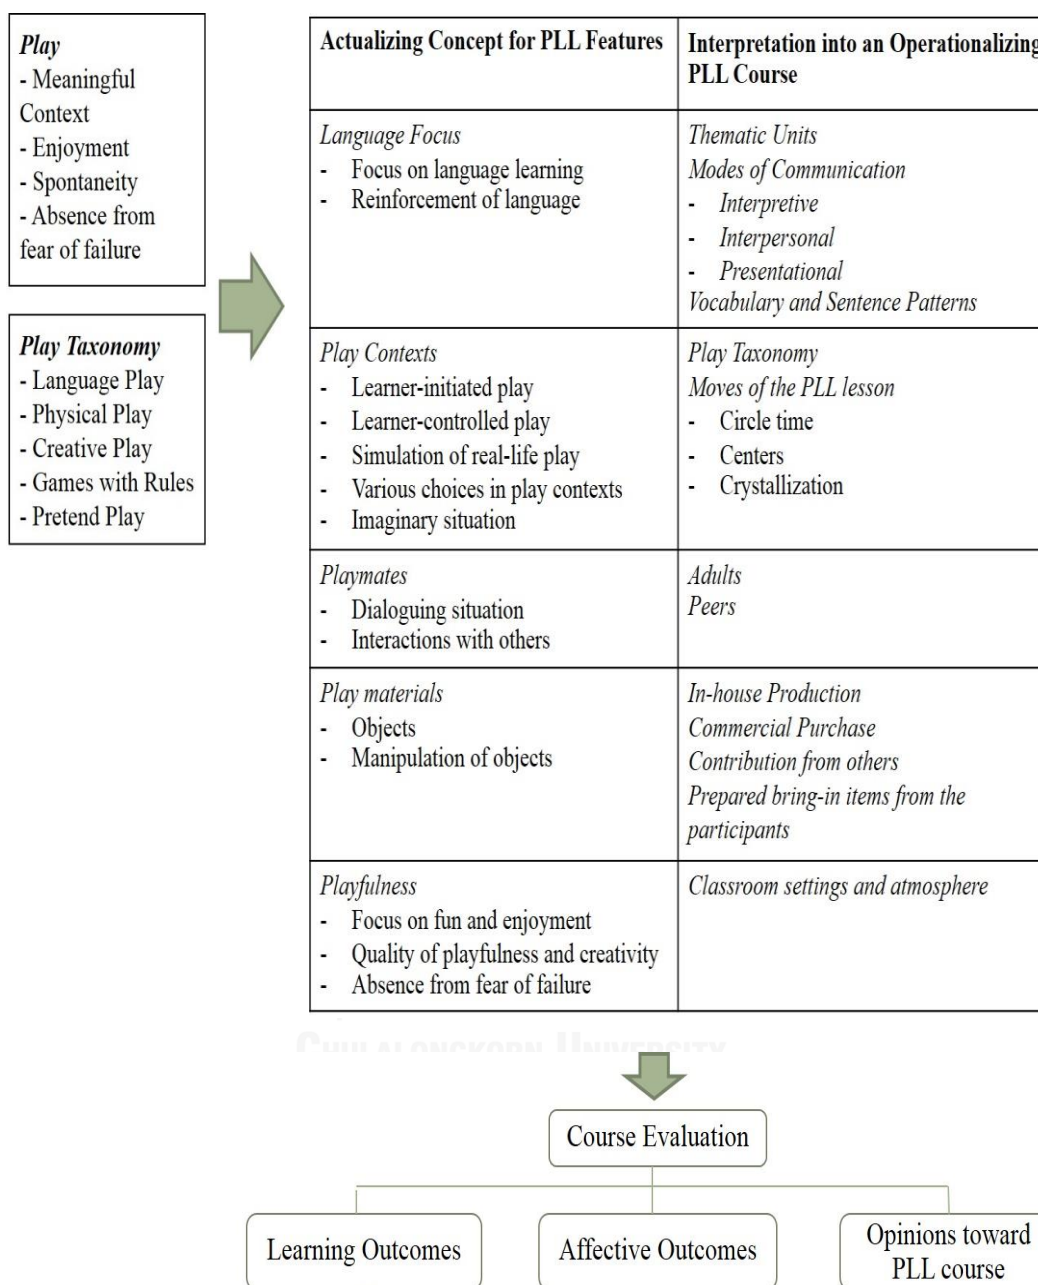 Play
- Meaningful
Context
- Enjoyment
- Spontaneity
- Absence from
fear of failure
Play Taxonomy
- Language Play
- Physical Play
- Creative Play
- Games with Rules
- Pretend Play
Actualizing Concept for PLL Features
Interpretation into an Operationalizing
PLL Course
Language Focus
- Focus on language learning
- Reinforcement of language
Thematic Units
Modes of Communication
- Interpretive
- Interpersonal
- Presentational
Vocabulary and Sentence Patterns
Play Contexts
- Learner-initiated play
- Learner-controlled play
- Simulation of real-life play
- Various choices in play contexts
- Imaginary situation
Play Taxonomy
Moves of the PLL lesson
- Circle time
- Centers
- Crystallization
Playmates
- Dialoguing situation
- Interactions with others
Adults
Peers
Play materials
- Objects
- Manipulation of objects
In-house Production
Commercial Purchase
Contribution from others
Prepared bring-in items from the
participants
Playfulness
- Focus on fun and enjoyment
- Quality of playfulness and creativity
- Absence from fear of failure
Classroom settings and atmosphere
CHULALONGKORN UNIVERSITY
Course Evaluation
Learning Outcomes
Affective Outcomes
Opinions toward
PLL course